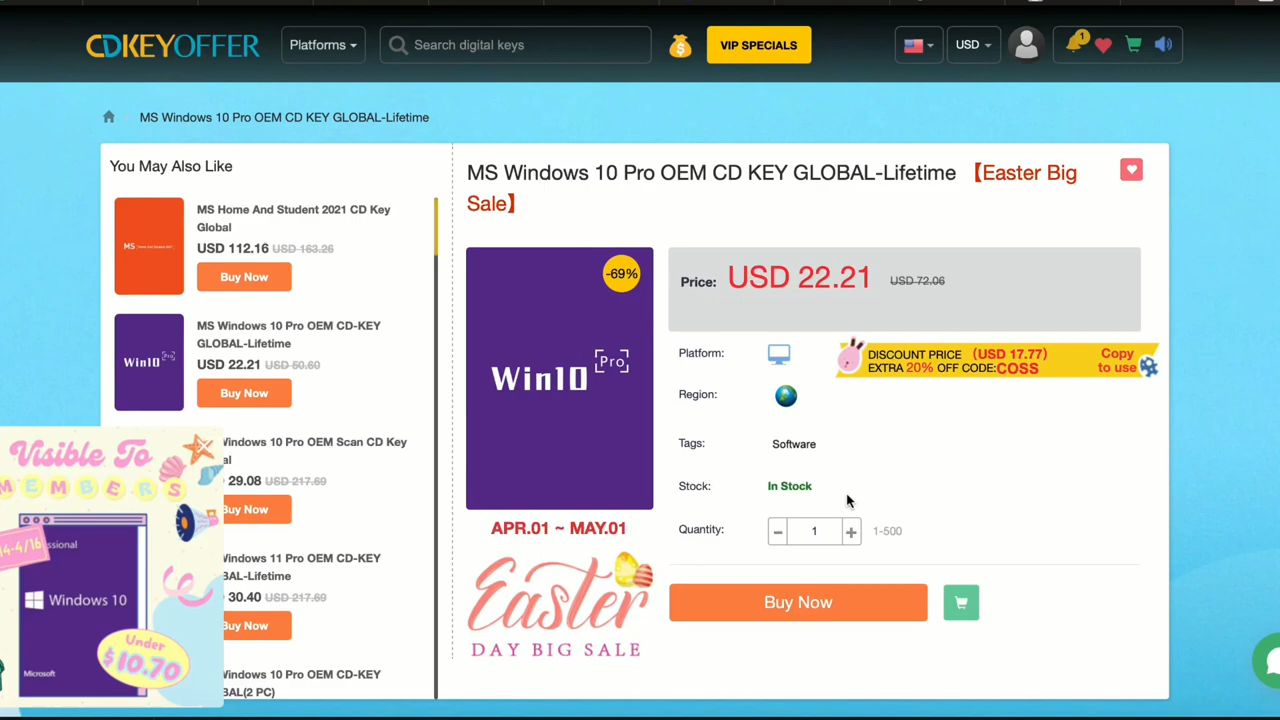 CDKEYOFFER
Platforms
Search digital keys
VIP SPECIALS
USD
1
MS Windows 10 Pro OEM CD KEY GLOBAL-Lifetime
You May Also Like
MS Home And Student 2021 CD Key
Global
USD 112.16 USD 163.26
Buy Now
Win10 Pro
MS Windows 10 Pro OEM CD-KEY
GLOBAL-Lifetime
USD 22.21 USD 50.60
Buy Now
Windows 10 Pro OEM Scan CD Key
al
29.08 USD 217.69
Buy Now
Windows 11 Pro OEM CD-KEY
BAL-Lifetime
30.40 USD 217.69
Buy Now
Windows 10 Pro OEM CD-KEY
BAL(2 PC)
Visible To
MEMBERS
14-4/16
ssional
Windows 10
Under
$10.70
Microsoft
MS Windows 10 Pro OEM CD KEY GLOBAL-Lifetime 【Easter Big
Sale】
-69%
Win10 Pro
APR.01 ~ MAY.01
Easter
DAY BIG SALE
Price: USD 22.21 USD 72.06
Platform:
DISCOUNT PRICE (USD 17.77)
EXTRA 20% OFF CODE:COSS
Copy
to use
Region:
Tags: Software
Stock: In Stock
Quantity: − 1 + 1-500
Buy Now